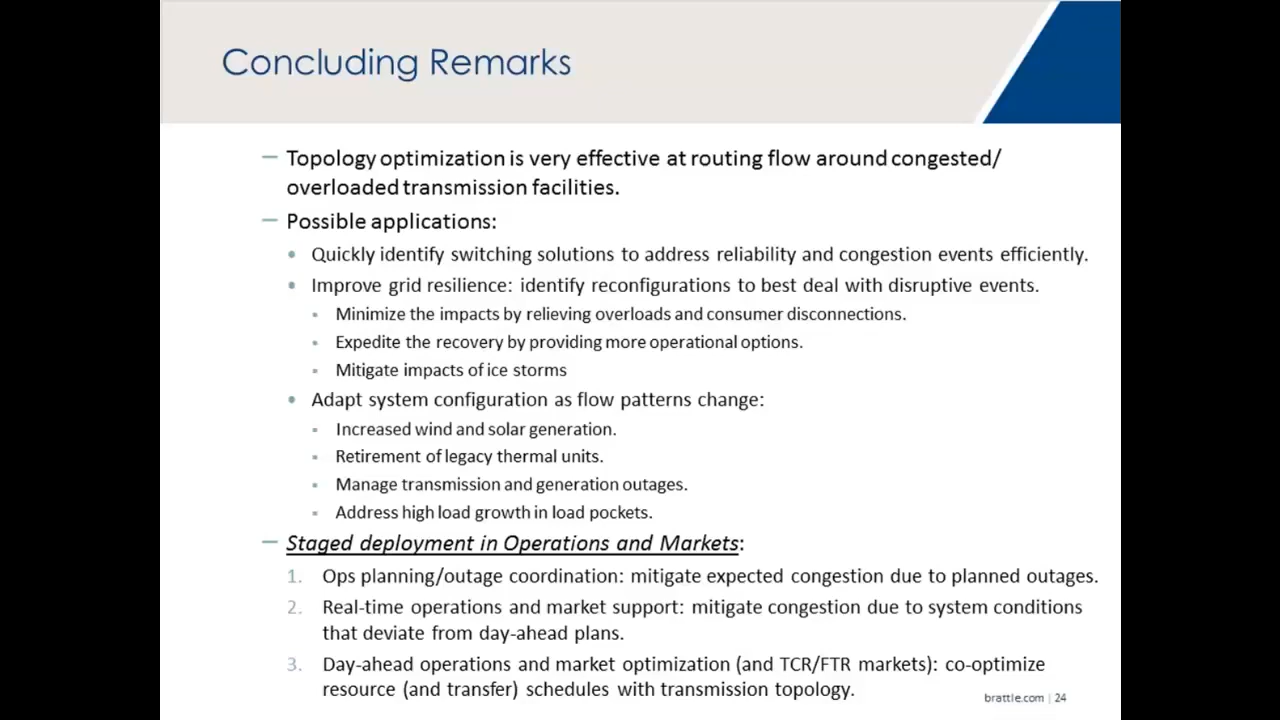 Concluding Remarks
— Topology optimization is very effective at routing flow around congested/
overloaded transmission facilities.
— Possible applications:
• Quickly identify switching solutions to address reliability and congestion events efficiently.
• Improve grid resilience: identify reconfigurations to best deal with disruptive events.
▪ Minimize the impacts by relieving overloads and consumer disconnections.
▪ Expedite the recovery by providing more operational options.
▪ Mitigate impacts of ice storms
• Adapt system configuration as flow patterns change:
▪ Increased wind and solar generation.
▪ Retirement of legacy thermal units.
▪ Manage transmission and generation outages.
▪ Address high load growth in load pockets.
— Staged deployment in Operations and Markets:
1. Ops planning/outage coordination: mitigate expected congestion due to planned outages.
2. Real-time operations and market support: mitigate congestion due to system conditions
that deviate from day-ahead plans.
3. Day-ahead operations and market optimization (and TCR/FTR markets): co-optimize
resource (and transfer) schedules with transmission topology.
brattle.com | 24